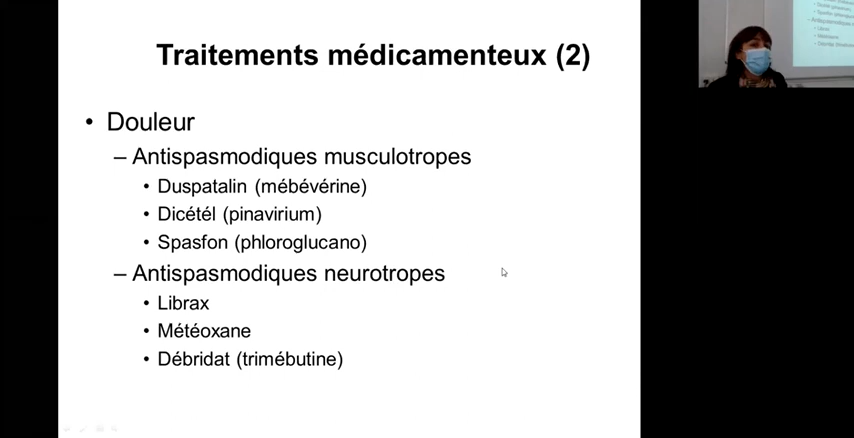 Traitements médicamenteux (2)
• Douleur
– Antispasmodiques musculotropes
• Duspatalin (mébévérine)
• Dicétél (pinavirium)
• Spasfon (phloroglucano)
– Antispasmodiques neurotropes
• Librax
• Météoxane
• Débridat (trimébutine)